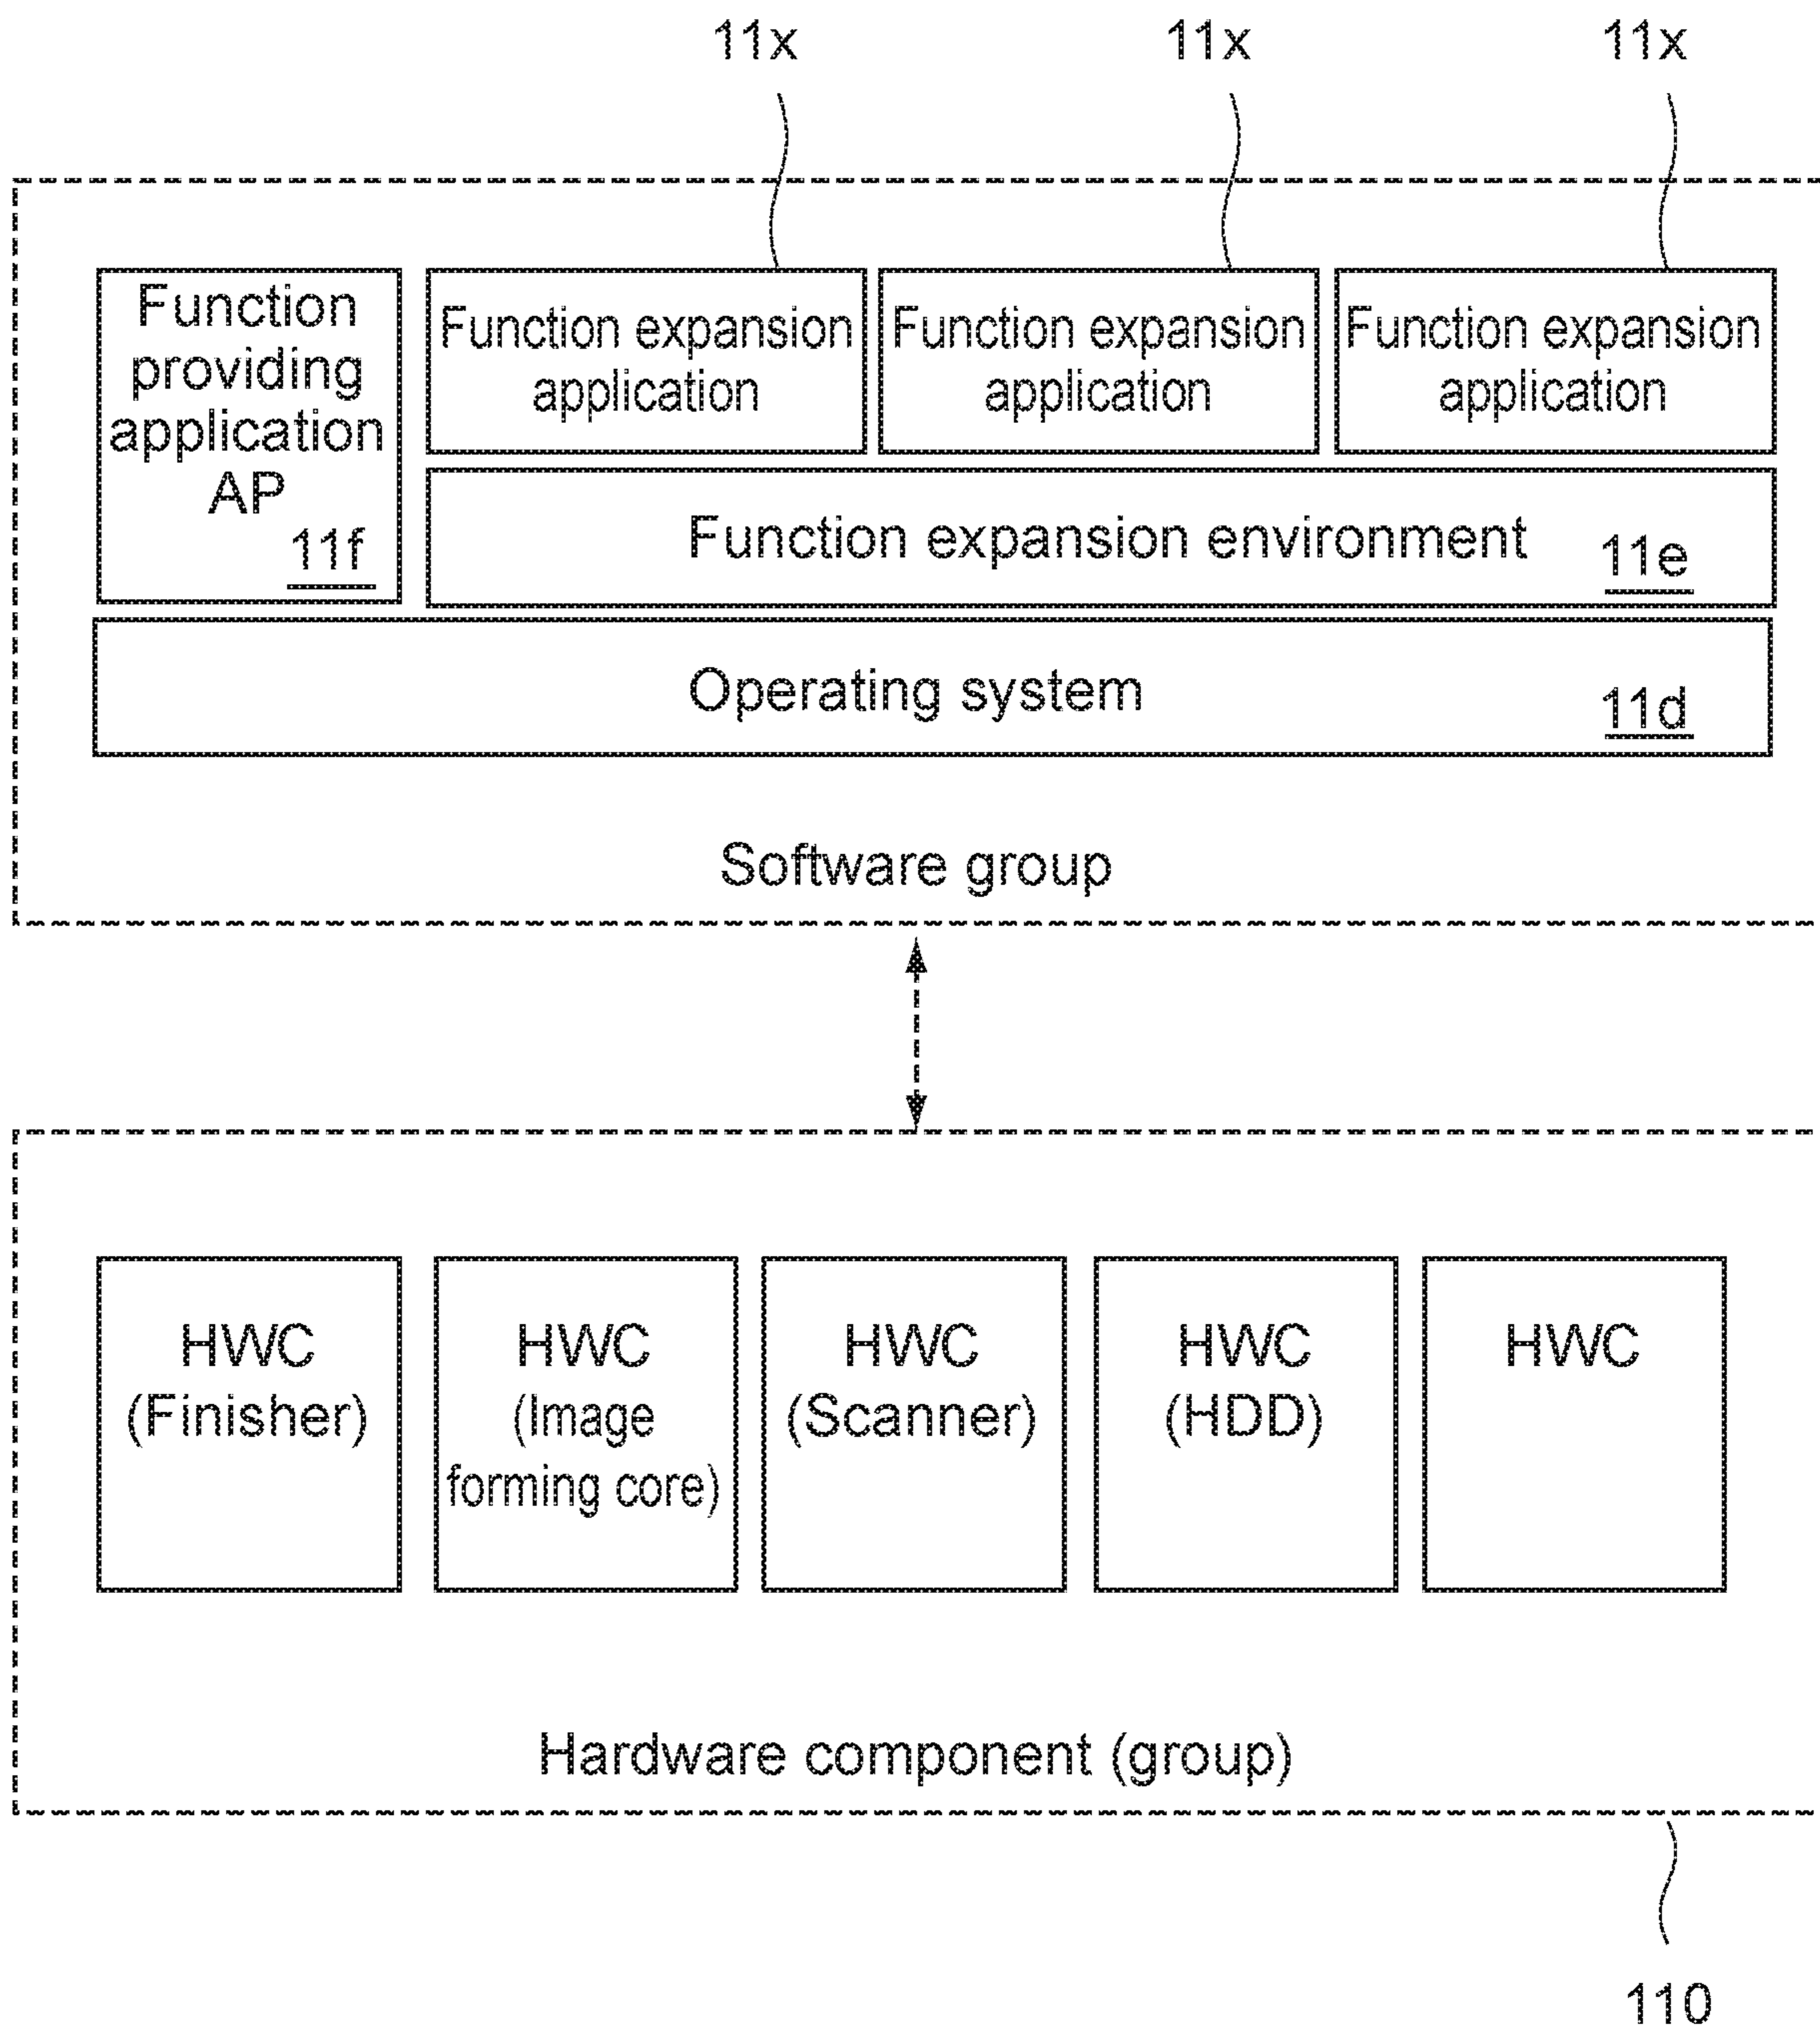 11x
11x
11x
Function
providing
application
AP
11f
Function expansion
application
Function expansion
application
Function expansion
application
Function expansion environment
11e
Operating system
11d
Software group
HWC
(Finisher)
HWC
(Image
forming core)
HWC
(Scanner)
HWC
(HDD)
HWC
Hardware component (group)
110